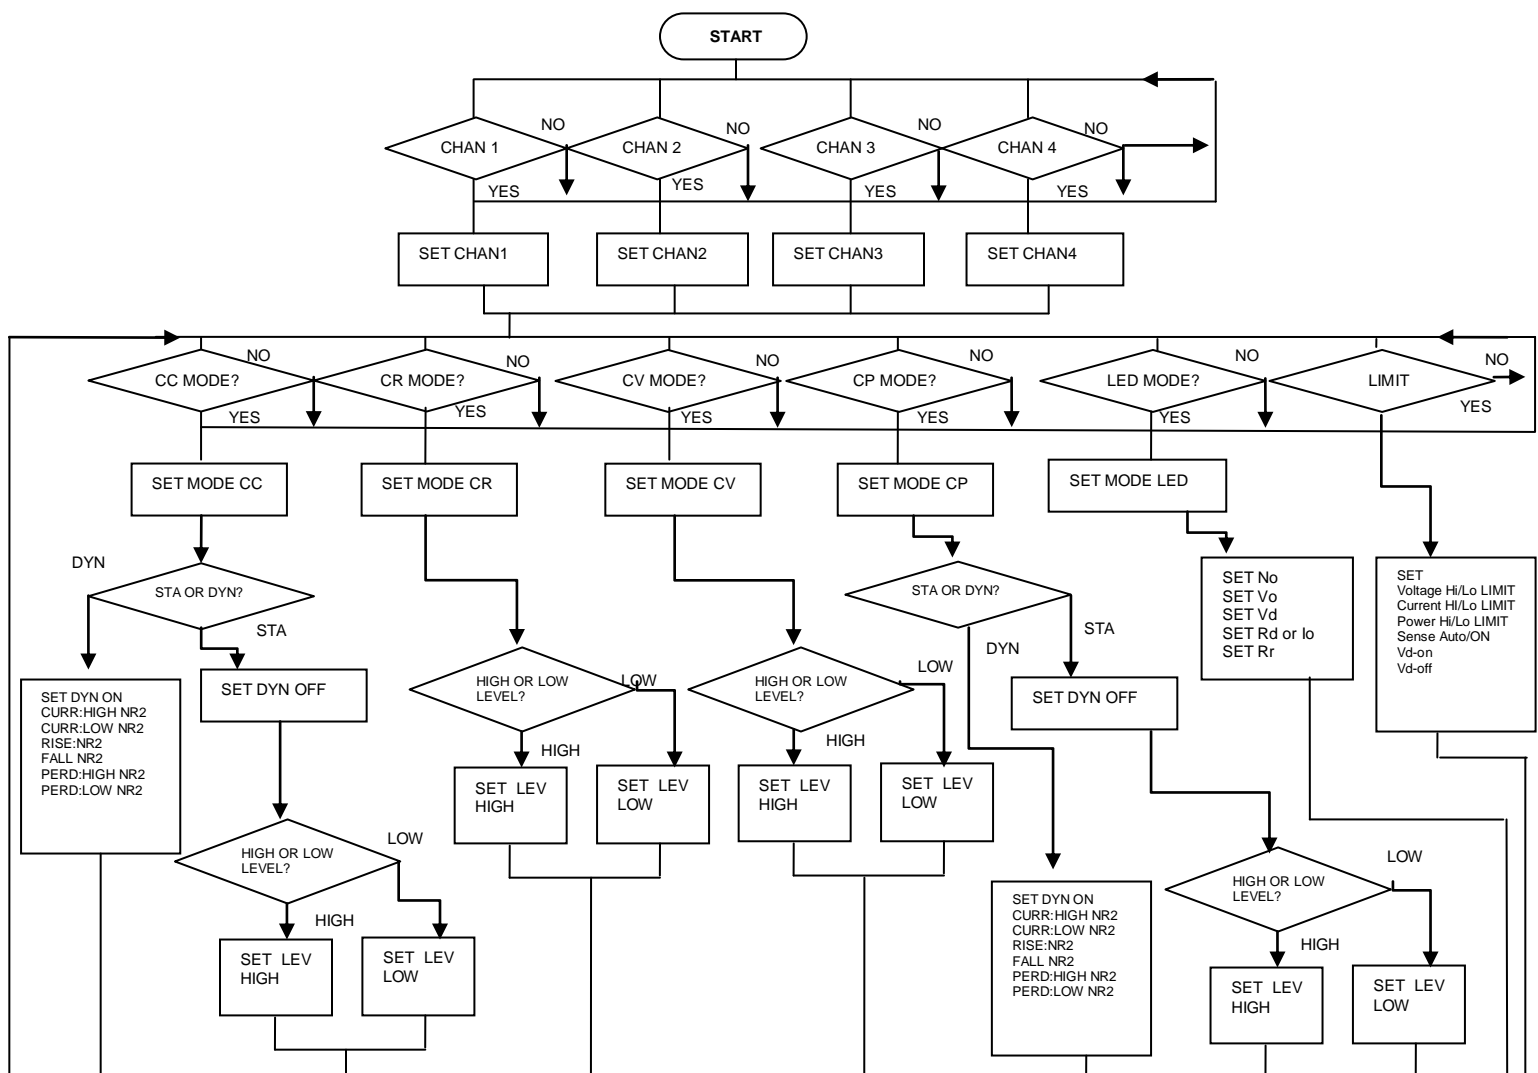 START
NO
NO
NO
NO
CHAN 1
CHAN 2
CHAN 3
CHAN 4
YES
YES
YES
YES
SET CHAN1
SET CHAN2
SET CHAN3
SET CHAN4
NO
NO
NO
NO
NO
NO
CC MODE?
CR MODE?
CV MODE?
CP MODE?
LED MODE?
LIMIT
YES
YES
YES
YES
YES
YES
SET MODE CC
SET MODE CR
SET MODE CV
SET MODE CP
SET MODE LED
DYN
STA OR DYN?
STA
STA OR DYN?
STA
DYN
SET No
SET Vo
SET Vd
SET Rd or Io
SET Rr
SET
Voltage Hi/Lo LIMIT
Current HI/Lo LIMIT
Power Hi/Lo LIMIT
Sense Auto/ON
Vd-on
Vd-off
SET DYN ON
CURR:HIGH NR2
CURR:LOW NR2
RISE:NR2
FALL NR2
PERD:HIGH NR2
PERD:LOW NR2
SET DYN OFF
HIGH OR LOW
LEVEL?
LOW
HIGH
HIGH OR LOW
LEVEL?
LOW
HIGH
SET DYN OFF
SET  LEV
HIGH
SET  LEV
LOW
SET  LEV
HIGH
SET  LEV
LOW
HIGH OR LOW
LEVEL?
LOW
HIGH
SET  LEV
HIGH
SET  LEV
LOW
SET DYN ON
CURR:HIGH NR2
CURR:LOW NR2
RISE:NR2
FALL NR2
PERD:HIGH NR2
PERD:LOW NR2
HIGH OR LOW
LEVEL?
LOW
HIGH
SET  LEV
HIGH
SET  LEV
LOW